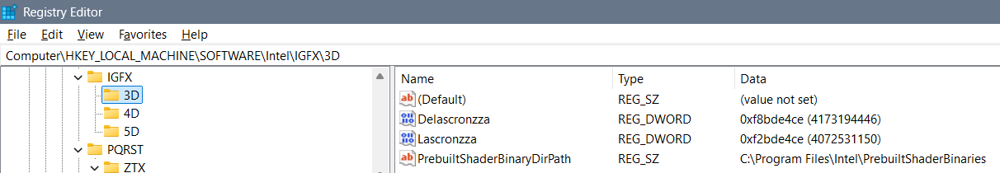 Registry Editor
File Edit View Favorites Help
Computer\HKEY_LOCAL_MACHINE\SOFTWARE\Intel\IGFX\3D
IGFX
3D
4D
5D
PQRST
ZTX
Name Type Data
(Default) REG_SZ (value not set)
Delascronzza REG_DWORD 0xf8bde4ce (4173194446)
Lascronzza REG_DWORD 0xf2bde4ce (4072531150)
PrebuiltShaderBinaryDirPath REG_SZ C:\Program Files\Intel\PrebuiltShaderBinaries